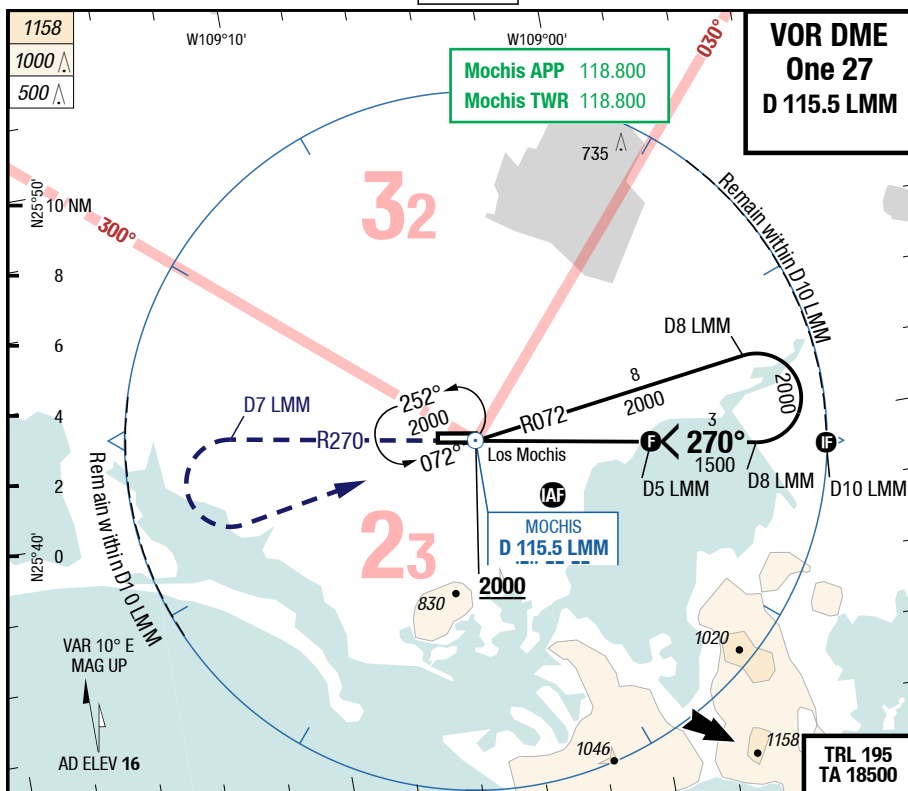 1158
1000
500
W109°10'
W109°00'
030°
VOR DME
One 27
D 115.5 LMM
Mochis APP 118.800
Mochis TWR 118.800
735
N25°50'
10 NM
300°
32
Remain within D10 LMM
8
6
4
2
0
D8 LMM
8
2000
2000
R072
252°
2000
072°
D7 LMM
R270
Los Mochis
F
3
270°
1500
IF
D5 LMM
D8 LMM
D10 LMM
IAF
MOCHIS
D 115.5 LMM
Remain within D10 LMM
N25°40'
23
2000
830
1020
VAR 10° E
MAG UP
AD ELEV 16
1046
1158
TRL 195
TA 18500